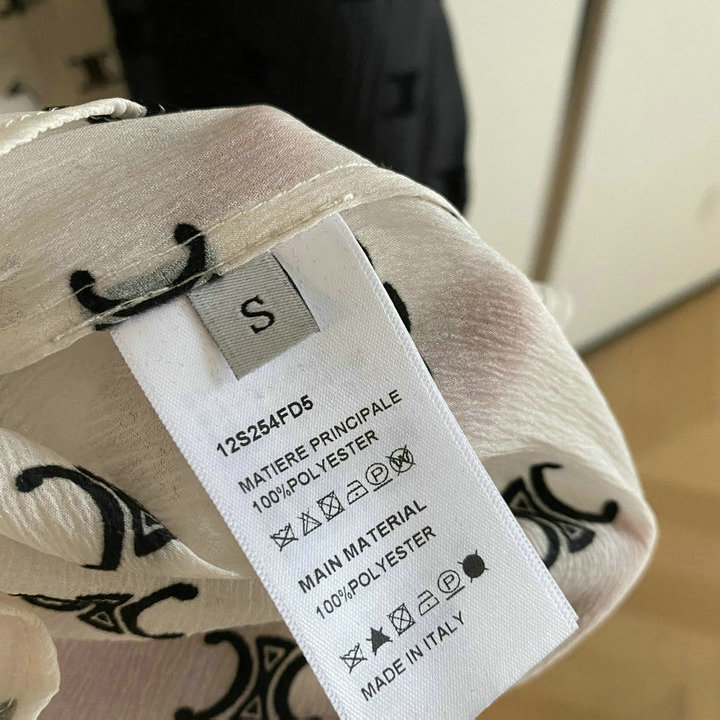 S
12S254FD5
MATIERE PRINCIPALE
100%POLYESTER
MAIN MATERIAL
100%POLYESTER
MADE IN ITALY